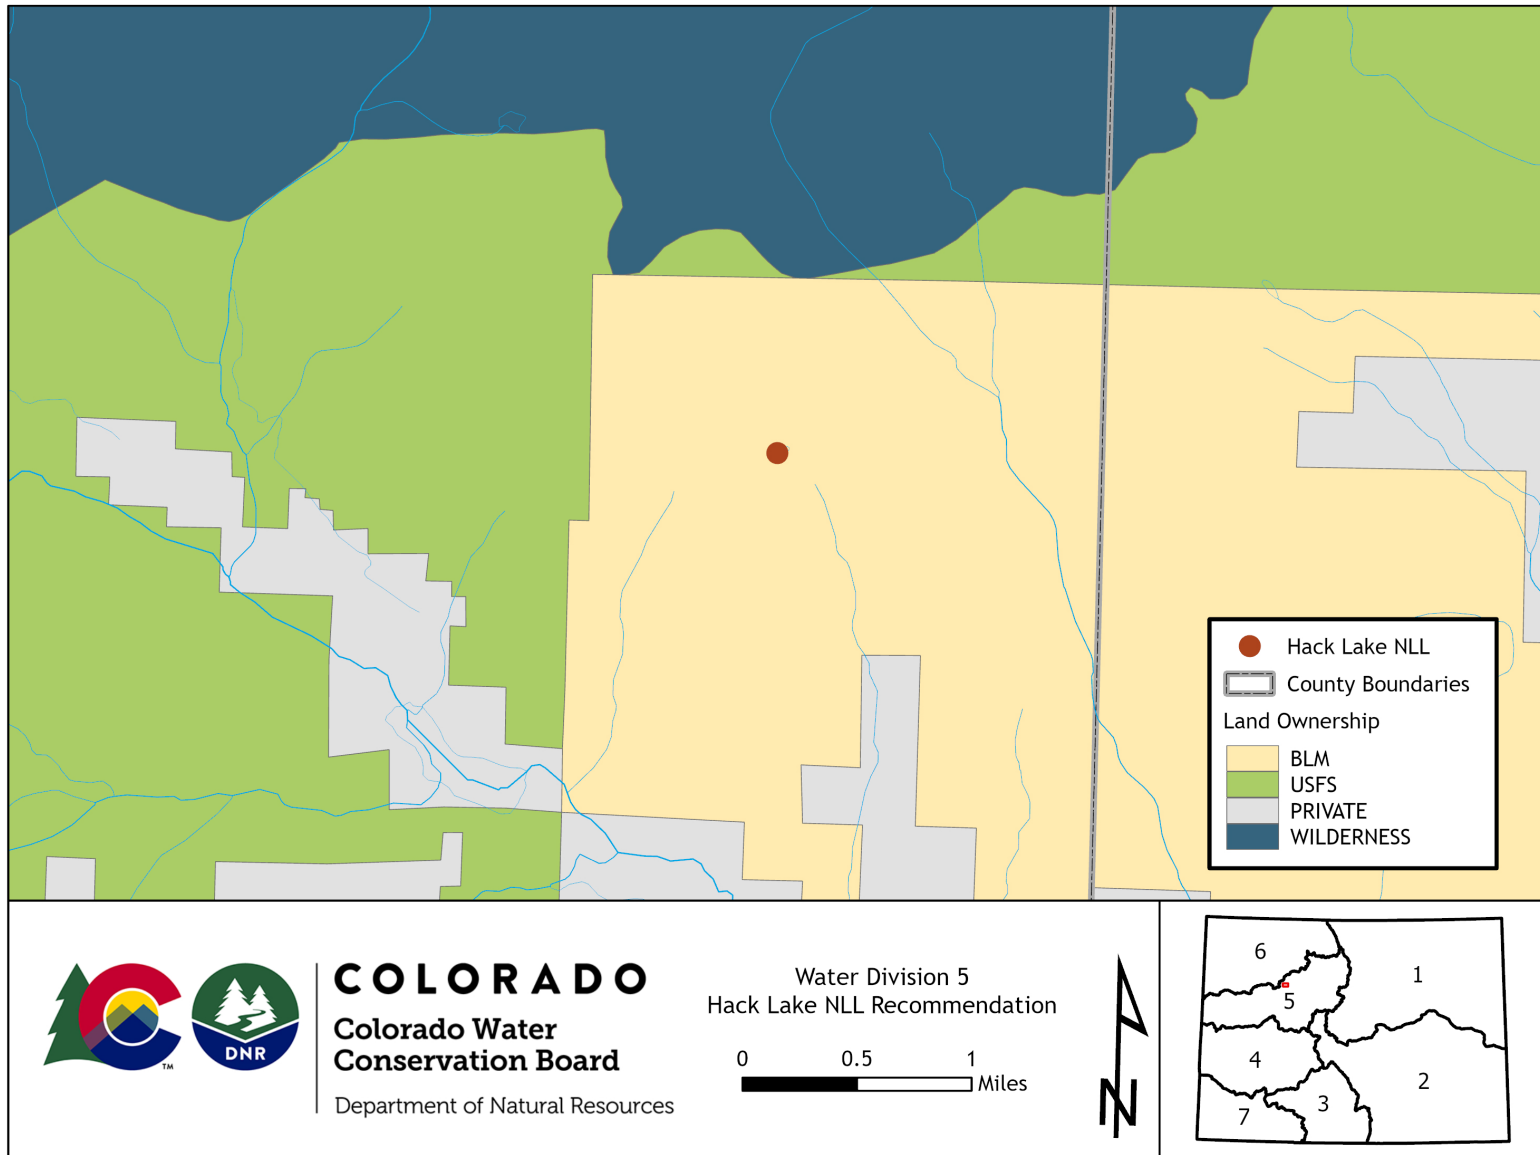 Hack Lake NLL
County Boundaries
Land Ownership
BLM
USFS
PRIVATE
WILDERNESS
DNR
TM
COLORADO
Colorado Water
Conservation Board
Department of Natural Resources
Water Division 5
Hack Lake NLL Recommendation
0 0.5 1
Miles
N
6
1
5
4
2
3
7